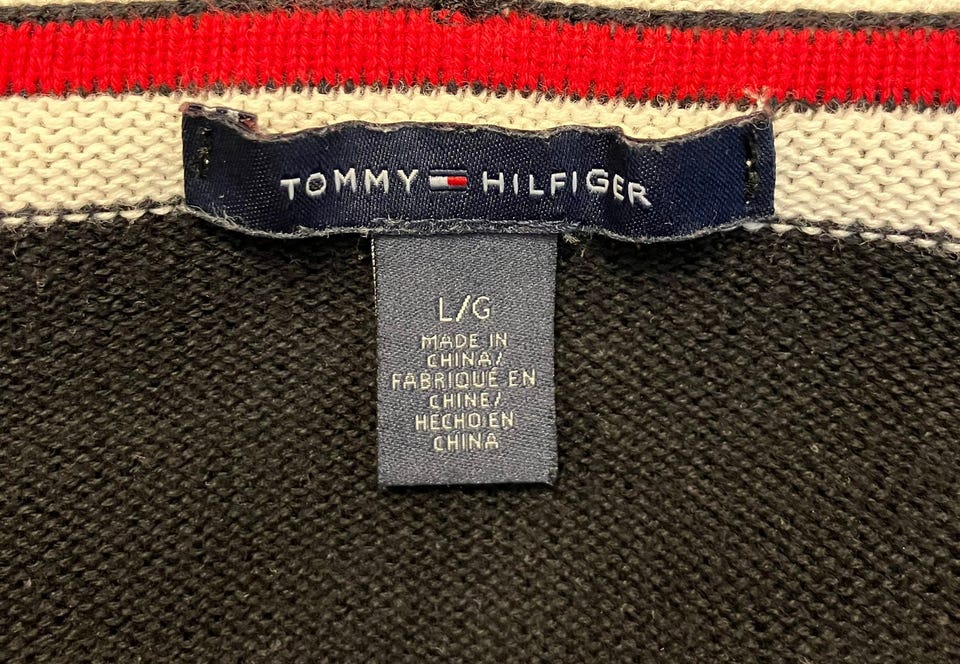 TOMMY HILFIGER
L/G
MADE IN
CHINA/
FABRIQUÉ EN
CHINE/
HECHO EN
CHINA